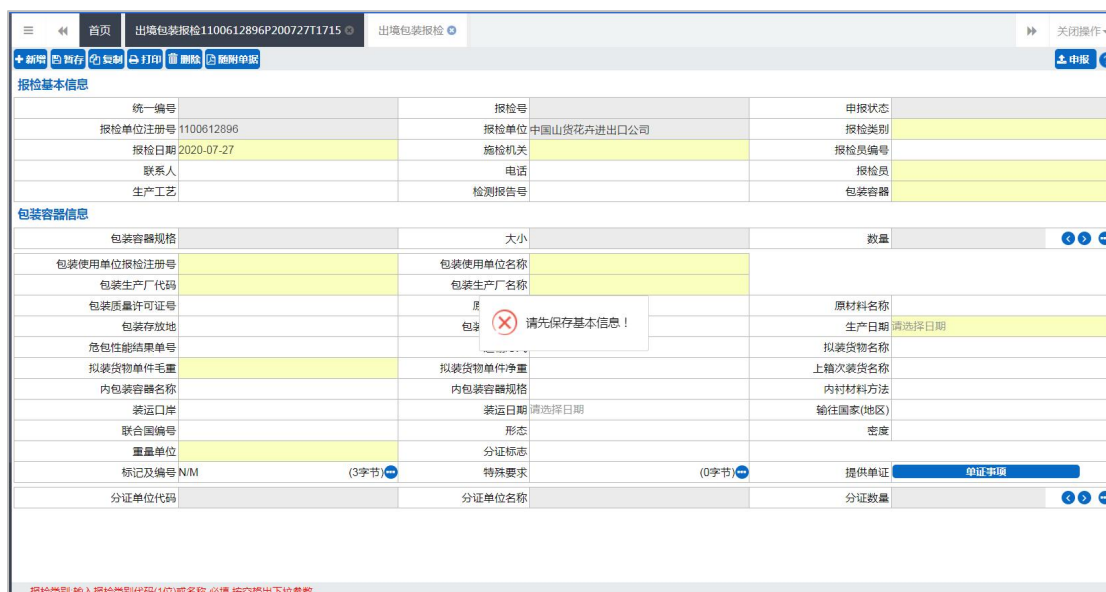 首页 出境包装报检1100612896P200727T1715 出境包装报检 关闭操作
新增 暂存 复制 打印 删除 随附单据 申报
报检基本信息
统一编号 报检号 申报状态
报检单位注册号 1100612896 报检单位 中国山货花卉进出口公司 报检类别
报检日期 2020-07-27 施检机关 报检员编号
联系人 电话 报检员
生产工艺 检测报告号 包装容器
包装容器信息
包装容器规格 大小 数量
包装使用单位报检注册号 包装使用单位名称
包装生产厂代码 包装生产厂名称
包装质量许可证号 原材料名称
包装存放地 生产日期 请选择日期
请先保存基本信息！
危包性能结果单号 拟装货物名称
拟装货物单件毛重 拟装货物单件净重 上箱次装货名称
内包装容器名称 内包装容器规格 内衬材料方法
装运口岸 装运日期 请选择日期 输往国家(地区)
联合国编号 形态 密度
重量单位 分证标志
标记及编号 N/M (3字节) 特殊要求 (0字节) 提供单证 单证事项
分证单位代码 分证单位名称 分证数量